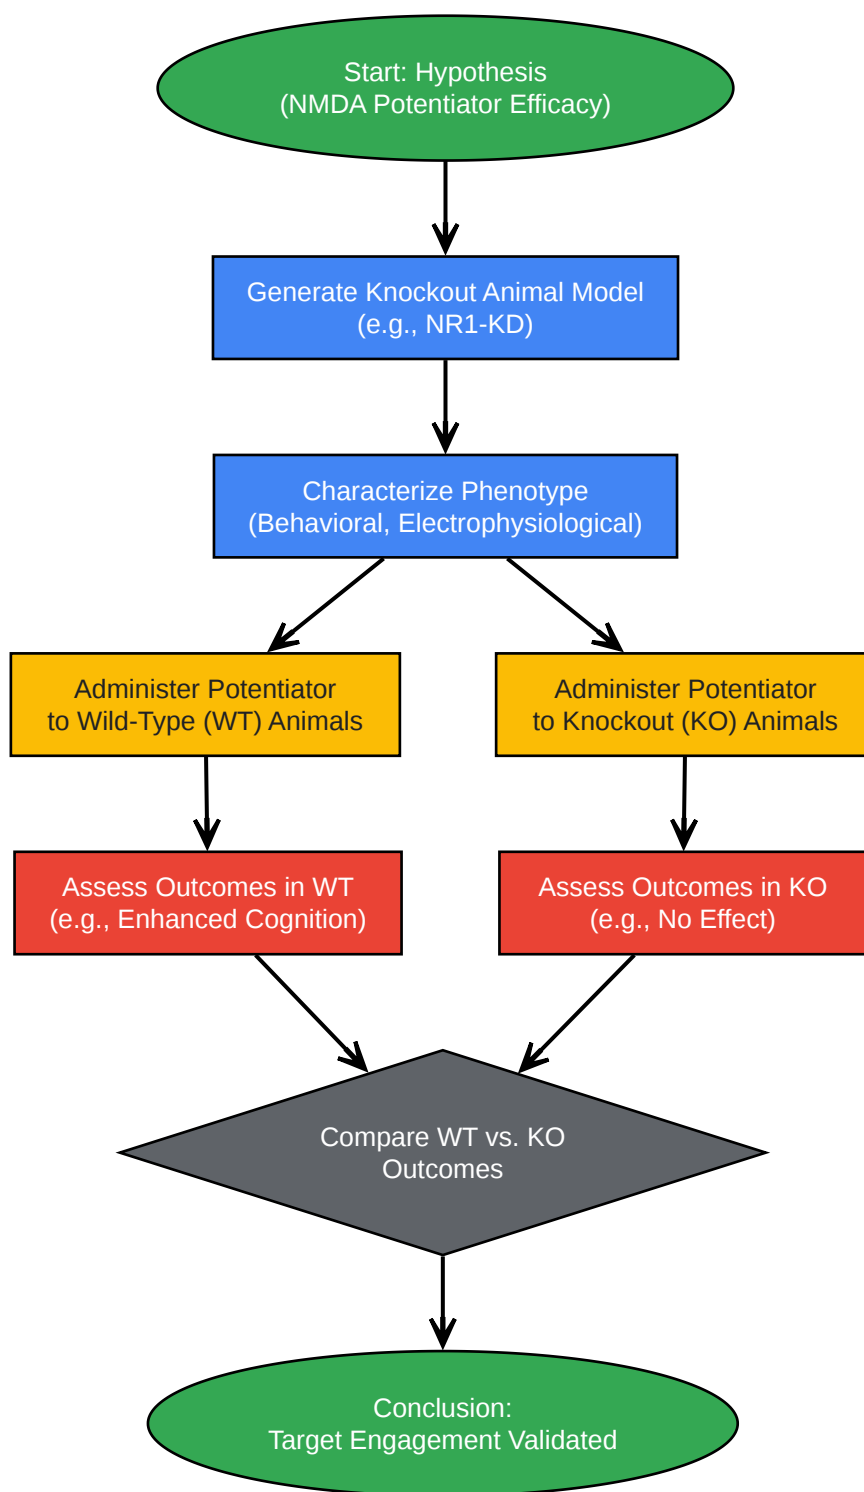 Start: Hypothesis
(NMDA Potentiator Efficacy)
Generate Knockout Animal Model
(e.g., NR1-KD)
Characterize Phenotype
(Behavioral, Electrophysiological)
Administer Potentiator
to Wild-Type (WT) Animals
Administer Potentiator
to Knockout (KO) Animals
Assess Outcomes in WT
(e.g., Enhanced Cognition)
Assess Outcomes in KO
(e.g., No Effect)
Compare WT vs. KO
Outcomes
Conclusion:
Target Engagement Validated